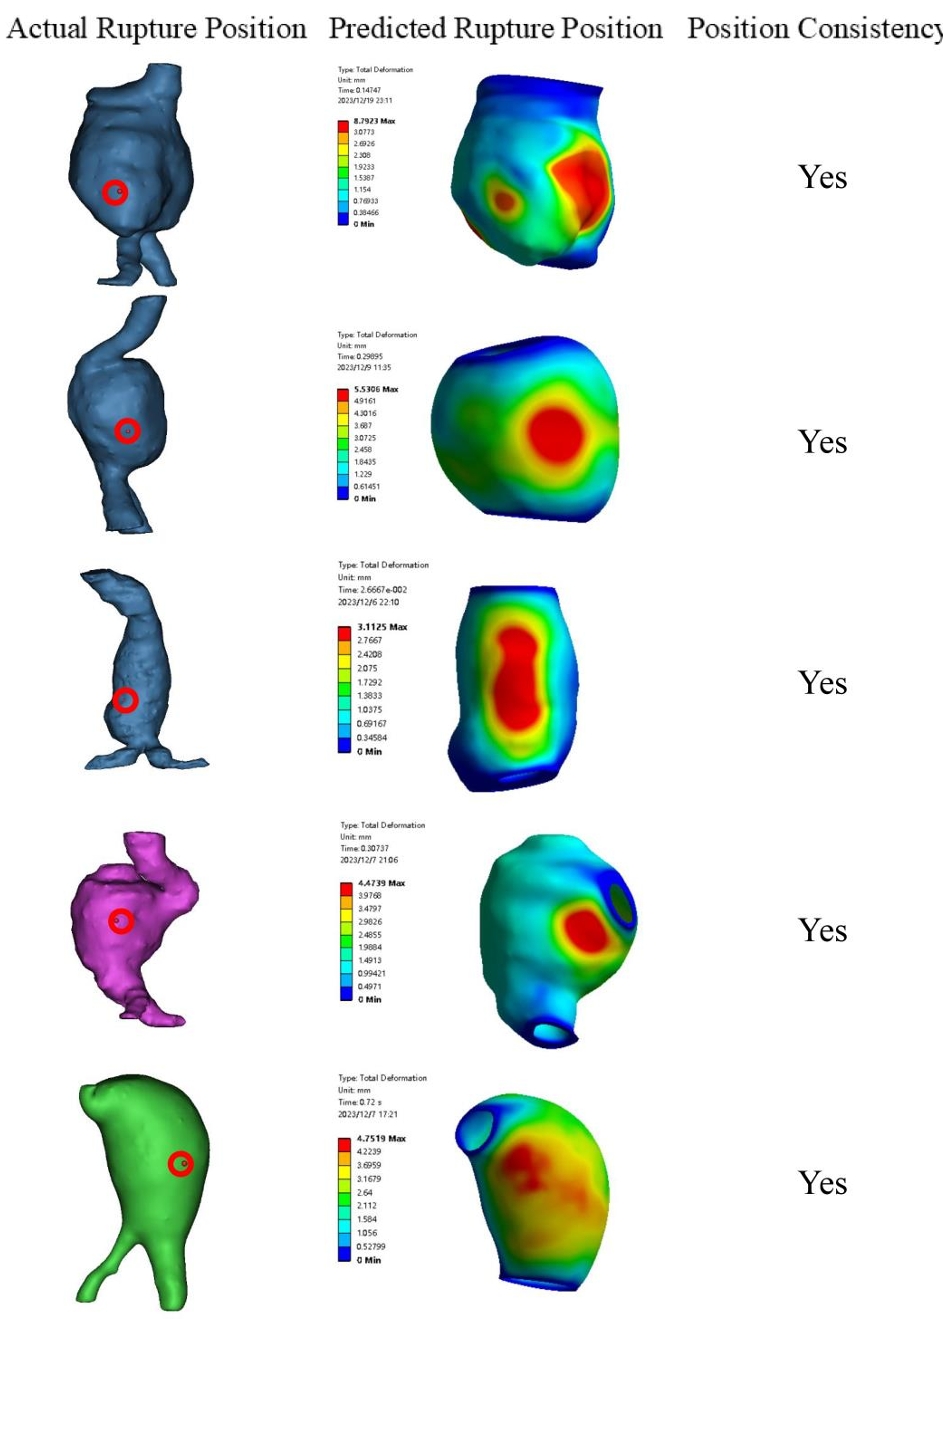 Actual Rupture Position Predicted Rupture Position Position Consistency
Type: Total Deformation
Unit: mm
Time: 0.14747
2023/12/19 23:11
8.7923 Max
3.0773
2.6926
2.308
1.9233
1.5387
1.154
0.76933
0.38466
0 Min
Yes
Type: Total Deformation
Unit: mm
Time: 0.29895
2023/12/9 11:35
5.5306 Max
4.9161
4.3016
3.687
3.0725
2.458
1.8435
1.229
0.61451
0 Min
Yes
Type: Total Deformation
Unit: mm
Time: 2.6667e-002
2023/12/6 22:10
3.1125 Max
2.7667
2.4208
2.075
1.7292
1.3833
1.0375
0.69167
0.34584
0 Min
Yes
Type: Total Deformation
Unit: mm
Time: 0.30737
2023/12/7 21:06
4.4739 Max
3.9768
3.4797
2.9826
2.4855
1.9884
1.4913
0.99421
0.4971
0 Min
Yes
Type: Total Deformation
Unit: mm
Time: 0.72 s
2023/12/7 17:21
4.7519 Max
4.2239
3.6959
3.1679
2.64
2.112
1.584
1.056
0.52799
0 Min
Yes